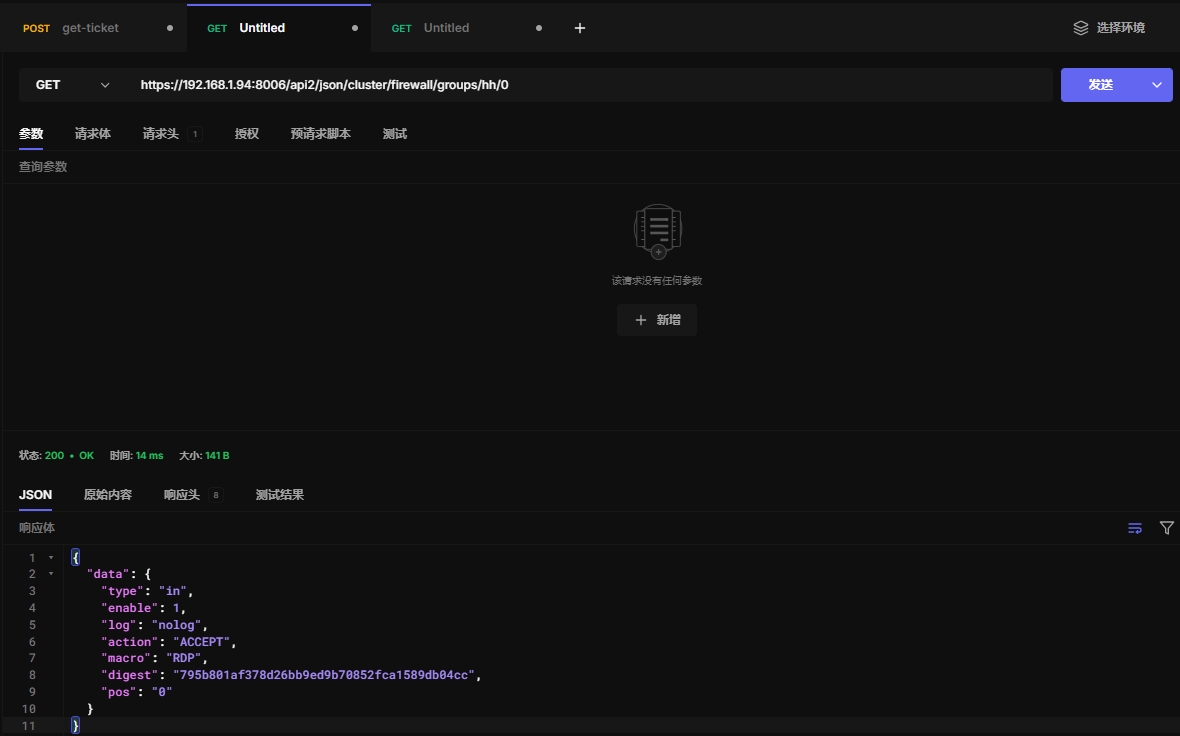 POST get-ticket GET Untitled GET Untitled + 选择环境
GET https://192.168.1.94:8006/api2/json/cluster/firewall/groups/hh/0 发送
参数 请求体 请求头 1 授权 预请求脚本 测试
查询参数
该请求没有任何参数
+ 新增
状态: 200 • OK 时间: 14 ms 大小: 141 B
JSON 原始内容 响应头 8 测试结果
响应体
1 {
2 "data": {
3 "type": "in",
4 "enable": 1,
5 "log": "nolog",
6 "action": "ACCEPT",
7 "macro": "RDP",
8 "digest": "795b801af378d26bb9ed9b70852fca1589db04cc",
9 "pos": "0"
10 }
11 }